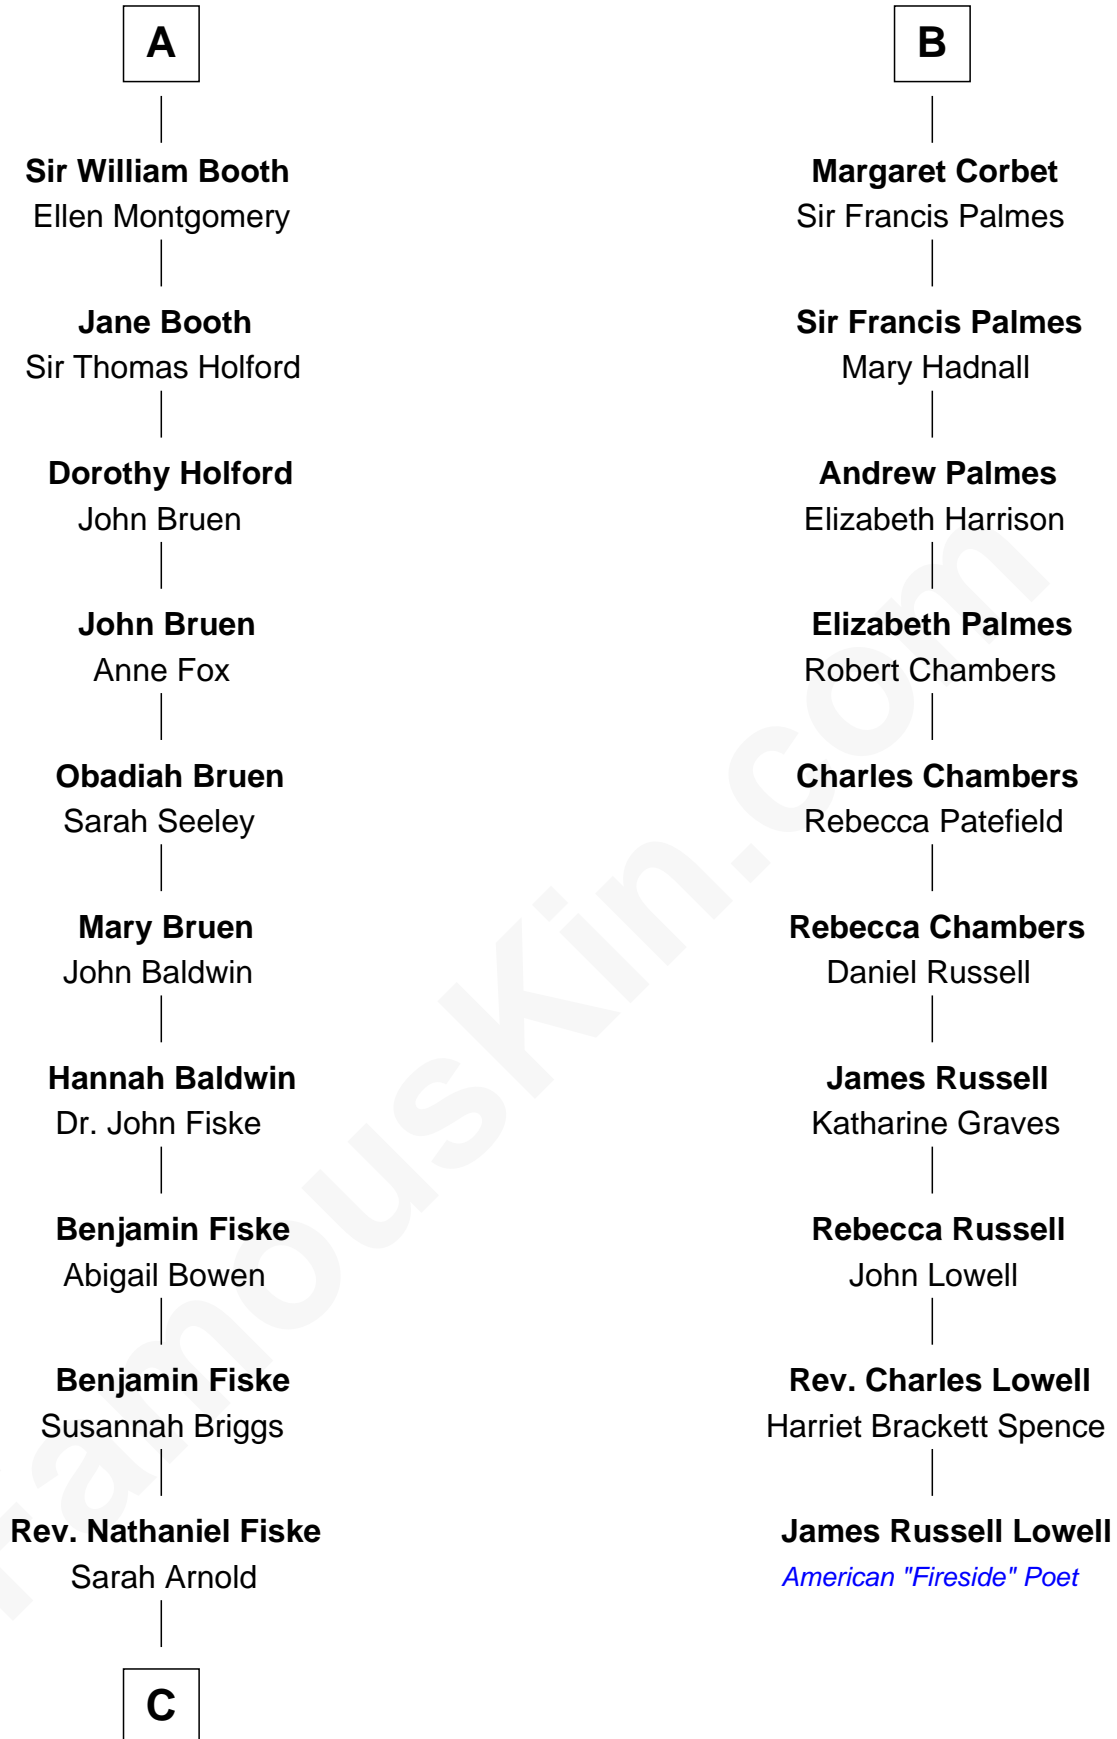 A
Sir William Booth
Ellen Montgomery
Jane Booth
Sir Thomas Holford
Dorothy Holford
John Bruen
John Bruen
Anne Fox
Obadiah Bruen
Sarah Seeley
Mary Bruen
John Baldwin
Hannah Baldwin
Dr. John Fiske
Benjamin Fiske
Abigail Bowen
Benjamin Fiske
Susannah Briggs
Rev. Nathaniel Fiske
Sarah Arnold
C
B
Margaret Corbet
Sir Francis Palmes
Sir Francis Palmes
Mary Hadnall
Andrew Palmes
Elizabeth Harrison
Elizabeth Palmes
Robert Chambers
Charles Chambers
Rebecca Patefield
Rebecca Chambers
Daniel Russell
James Russell
Katharine Graves
Rebecca Russell
John Lowell
Rev. Charles Lowell
Harriet Brackett Spence
James Russell Lowell
American "Fireside" Poet
FamousKin.com